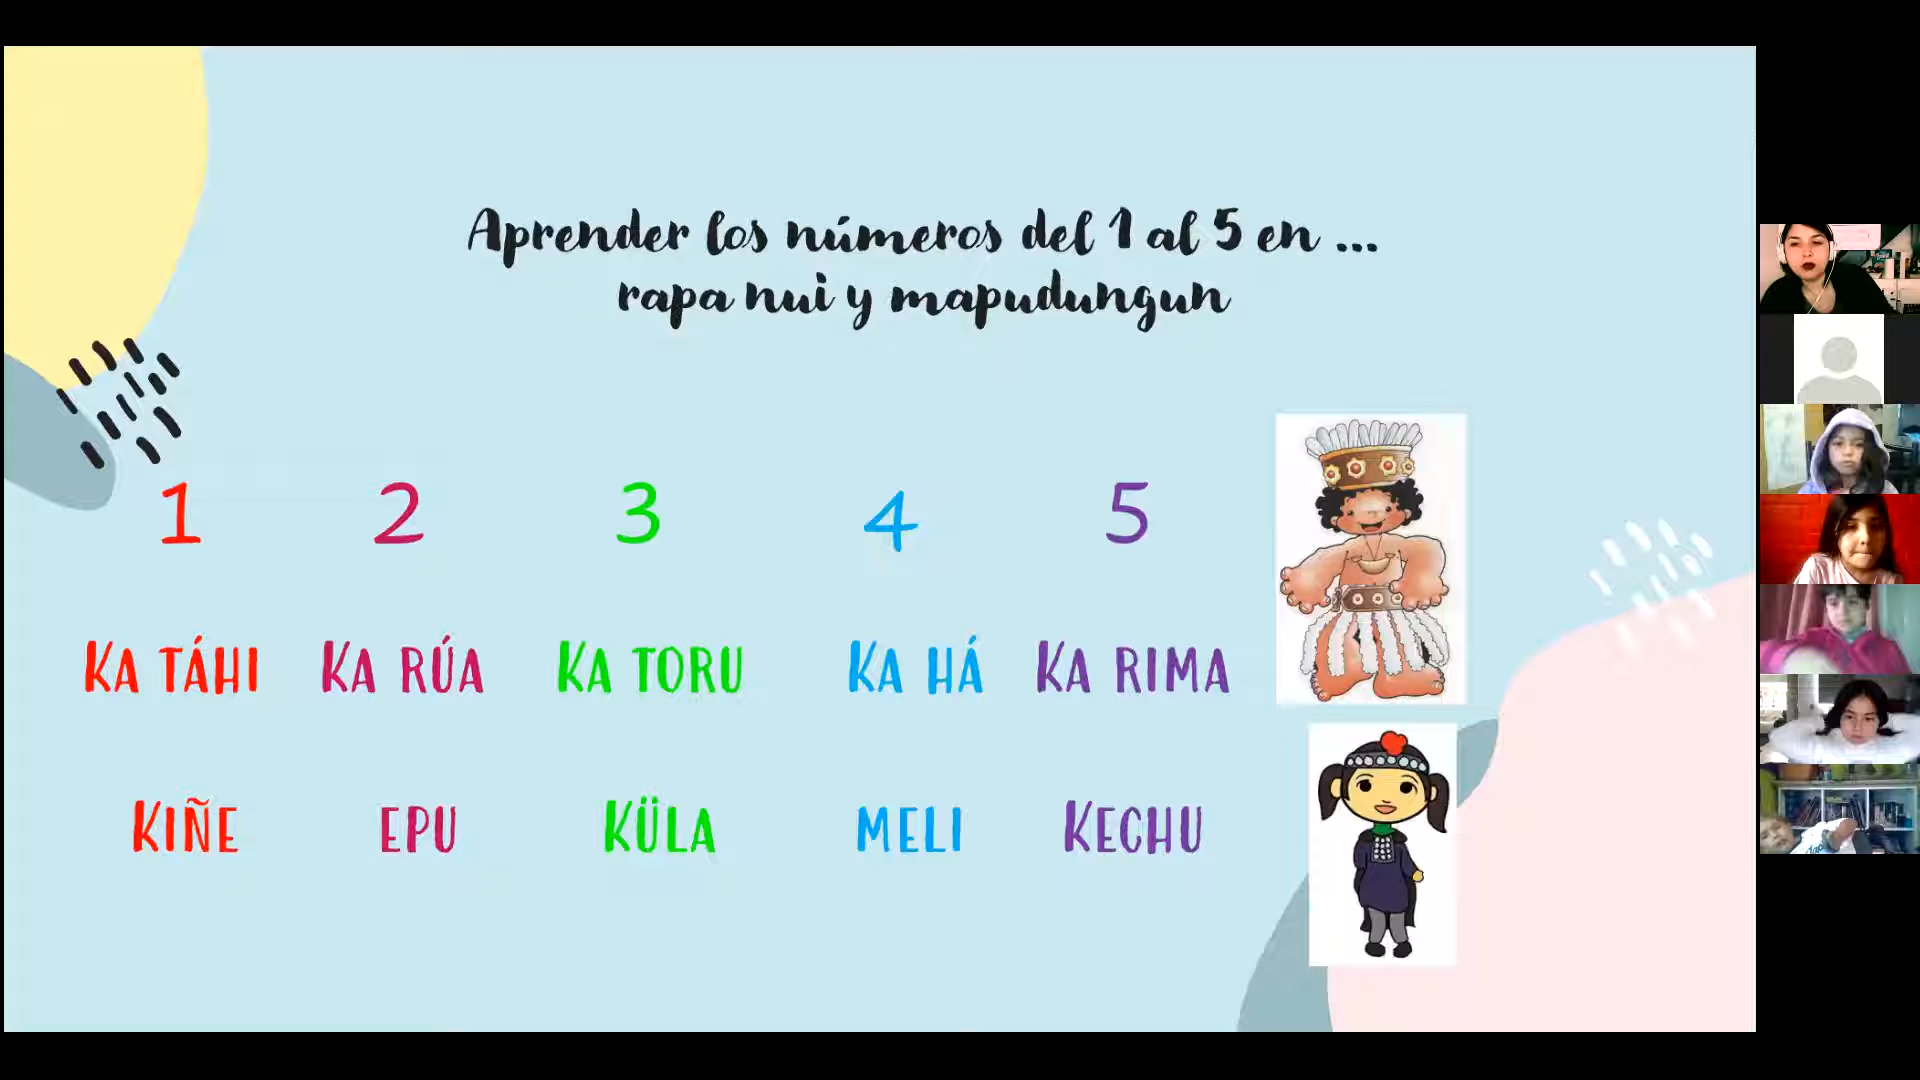 Aprender los números del 1 al 5 en ...
rapa nui y mapudungun
1 2 3 4 5
KA TÁHI KA RÚA KA TORU KA HÁ KA RIMA
KIÑE EPU KÜLA MELI KECHU